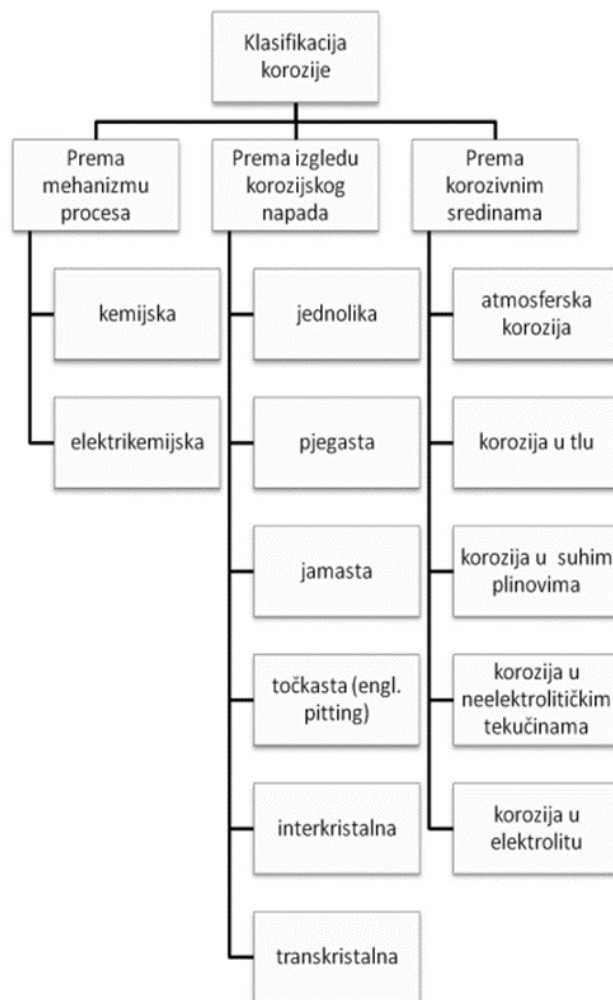 Klasifikacija
korozije
Prema
mehanizmu
procesa
kemijska
elektrikemijska
Prema izgledu
korozijskog
napada
jednolika
pjegasta
jamasta
točkasta (engl.
pitting)
interkristalna
transkristalna
Prema
korozivnim
sredinama
atmosferska
korozija
korozija u tlu
korozija u suhim
plinovima
korozija u
neelektrolitičkim
tekučinama
korozija u
elektrolitu